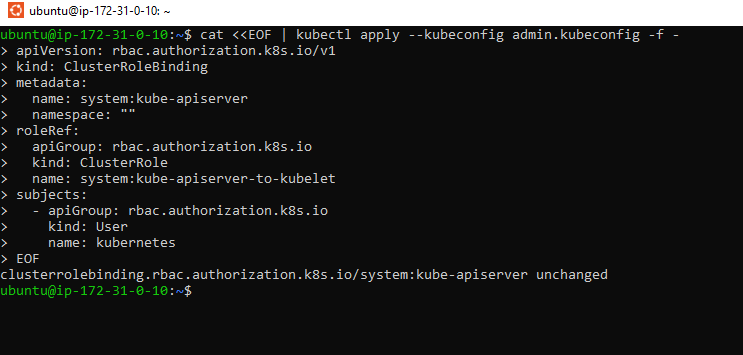 ubuntu@ip-172-31-0-10: ~
ubuntu@ip-172-31-0-10:~$ cat <<EOF | kubectl apply --kubeconfig admin.kubeconfig -f -
> apiVersion: rbac.authorization.k8s.io/v1
> kind: ClusterRoleBinding
> metadata:
>   name: system:kube-apiserver
>   namespace: ""
> roleRef:
>   apiGroup: rbac.authorization.k8s.io
>   kind: ClusterRole
>   name: system:kube-apiserver-to-kubelet
> subjects:
>   - apiGroup: rbac.authorization.k8s.io
>     kind: User
>     name: kubernetes
> EOF
clusterrolebinding.rbac.authorization.k8s.io/system:kube-apiserver unchanged
ubuntu@ip-172-31-0-10:~$